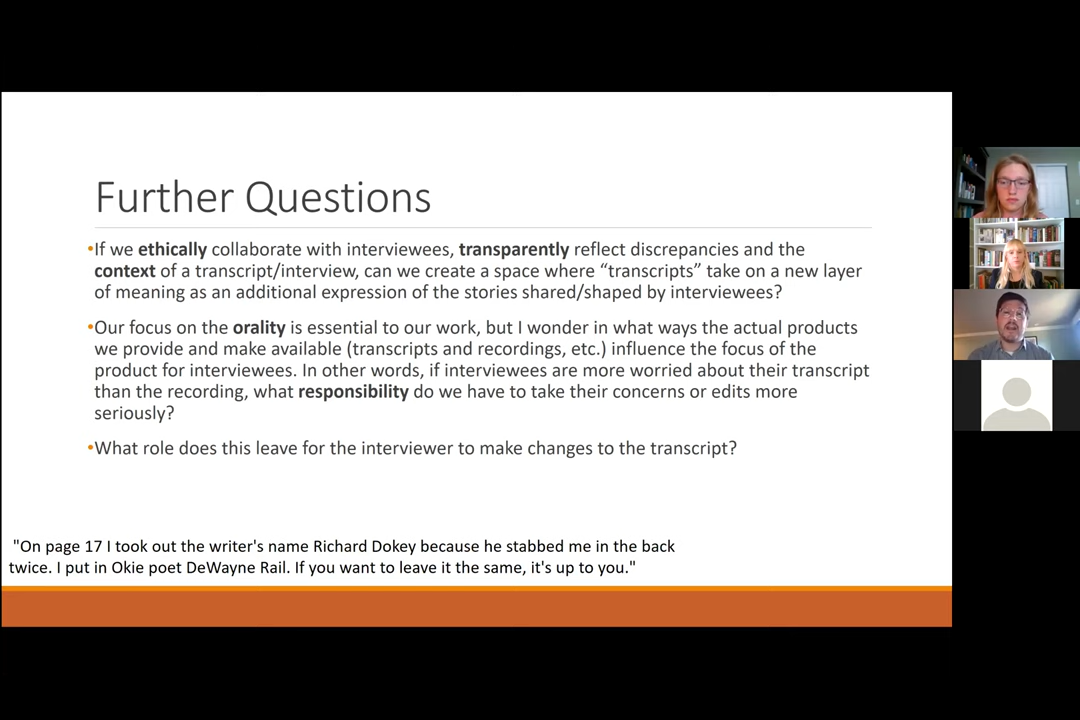 Further Questions
•If we ethically collaborate with interviewees, transparently reflect discrepancies and the
context of a transcript/interview, can we create a space where “transcripts” take on a new layer
of meaning as an additional expression of the stories shared/shaped by interviewees?
•Our focus on the orality is essential to our work, but I wonder in what ways the actual products
we provide and make available (transcripts and recordings, etc.) influence the focus of the
product for interviewees. In other words, if interviewees are more worried about their transcript
than the recording, what responsibility do we have to take their concerns or edits more
seriously?
•What role does this leave for the interviewer to make changes to the transcript?
"On page 17 I took out the writer's name Richard Dokey because he stabbed me in the back
twice. I put in Okie poet DeWayne Rail. If you want to leave it the same, it's up to you."